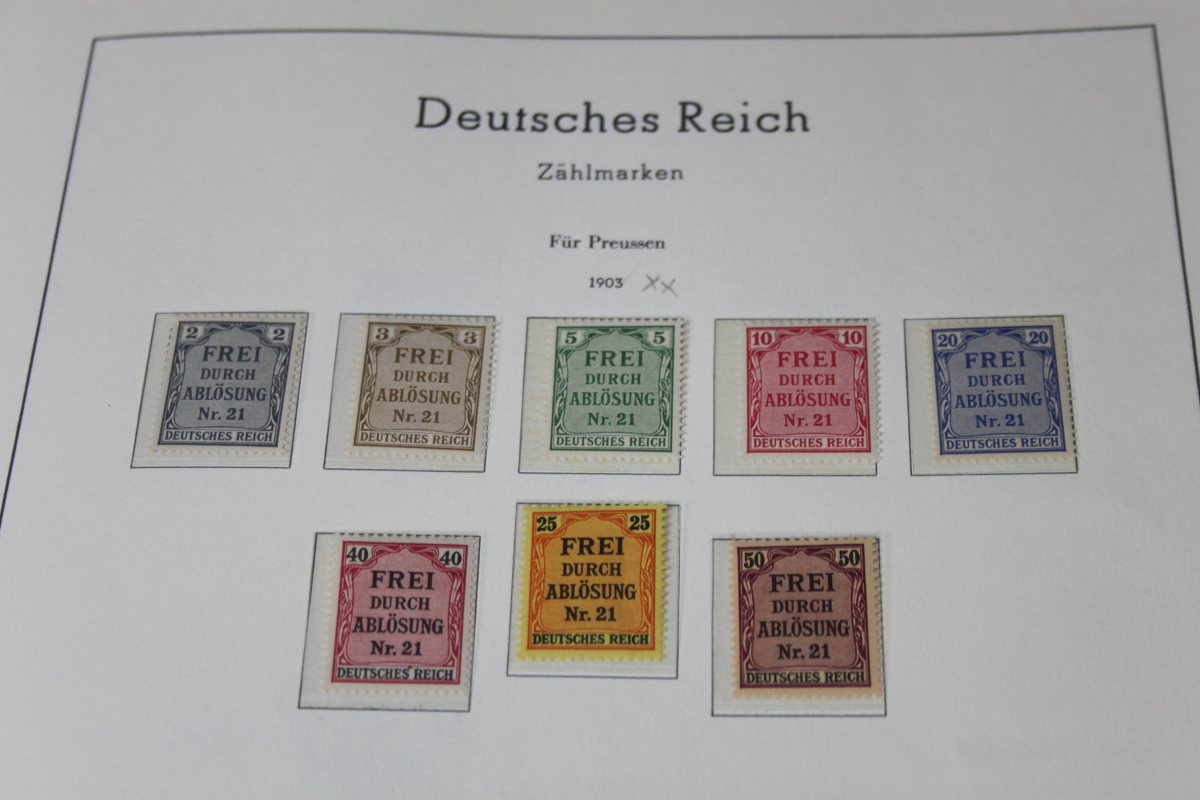 Deutsches Reich
Zählmarken
Für Preussen
1903 xx
2 2
FREI
DURCH
ABLÖSUNG
Nr. 21
DEUTSCHES REICH
3 3
FREI
DURCH
ABLÖSUNG
Nr. 21
DEUTSCHES REICH
5 5
FREI
DURCH
ABLÖSUNG
Nr. 21
DEUTSCHES REICH
10 10
FREI
DURCH
ABLÖSUNG
Nr. 21
DEUTSCHES REICH
20 20
FREI
DURCH
ABLÖSUNG
Nr. 21
DEUTSCHES REICH
40 40
FREI
DURCH
ABLÖSUNG
Nr. 21
DEUTSCHES REICH
25 25
FREI
DURCH
ABLÖSUNG
Nr. 21
DEUTSCHES REICH
50 50
FREI
DURCH
ABLÖSUNG
Nr. 21
DEUTSCHES REICH